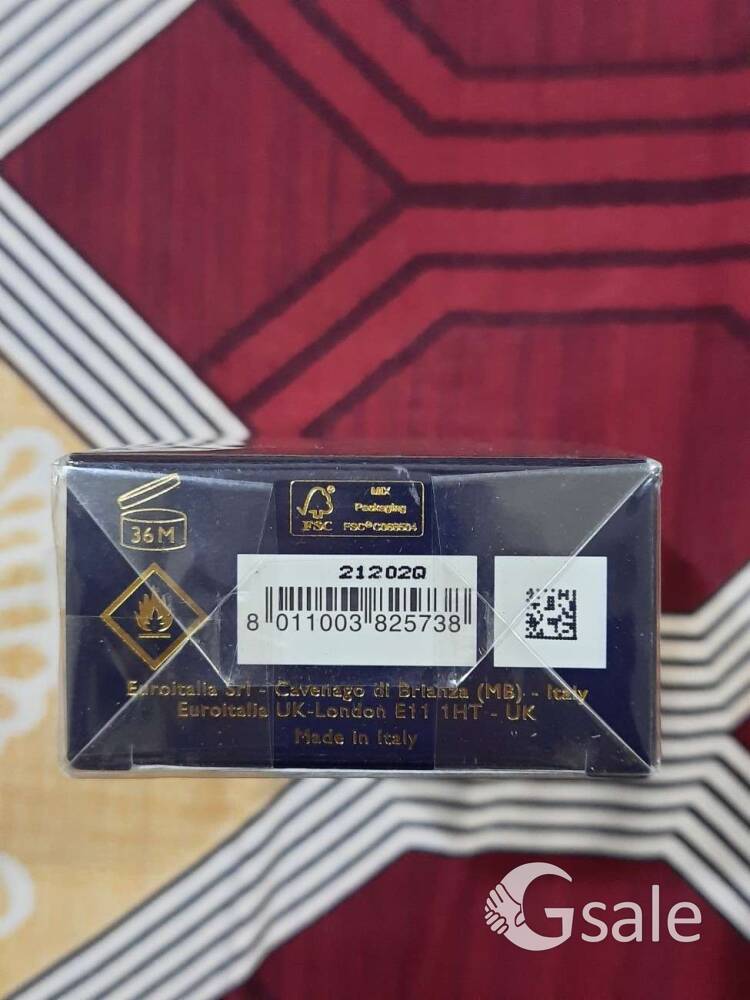 36M
FSC
MIX
Packaging
FSC® C068504
21202Q
8 011003 825738
Euroitalia Srl - Cavenago di Brianza (MB) - Italy
Euroitalia UK-London E11 1HT - UK
Made in Italy
Gsale